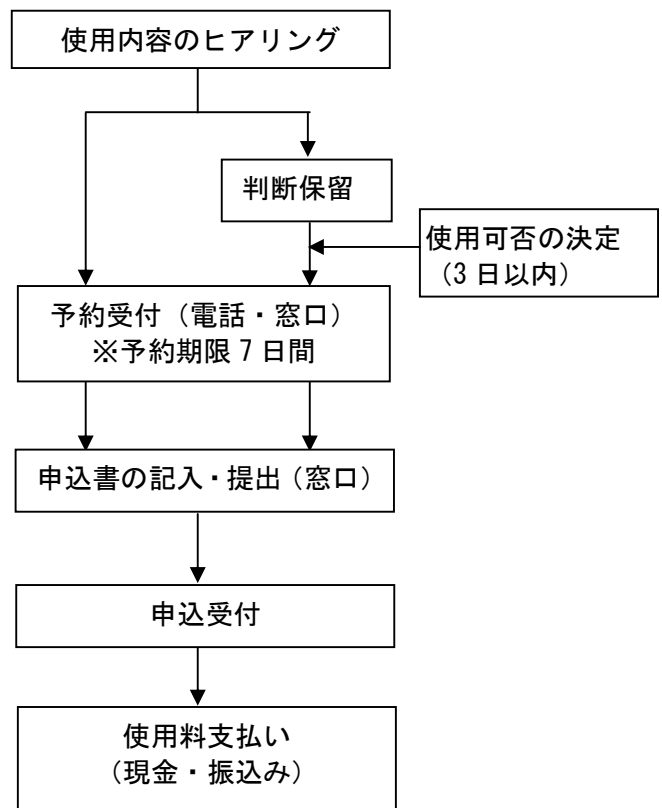 使用内容のヒアリング
判断保留
使用可否の決定
（3日以内）
予約受付（電話・窓口）
※予約期限7日間
申込書の記入・提出（窓口）
申込受付
使用料支払い
（現金・振込み）